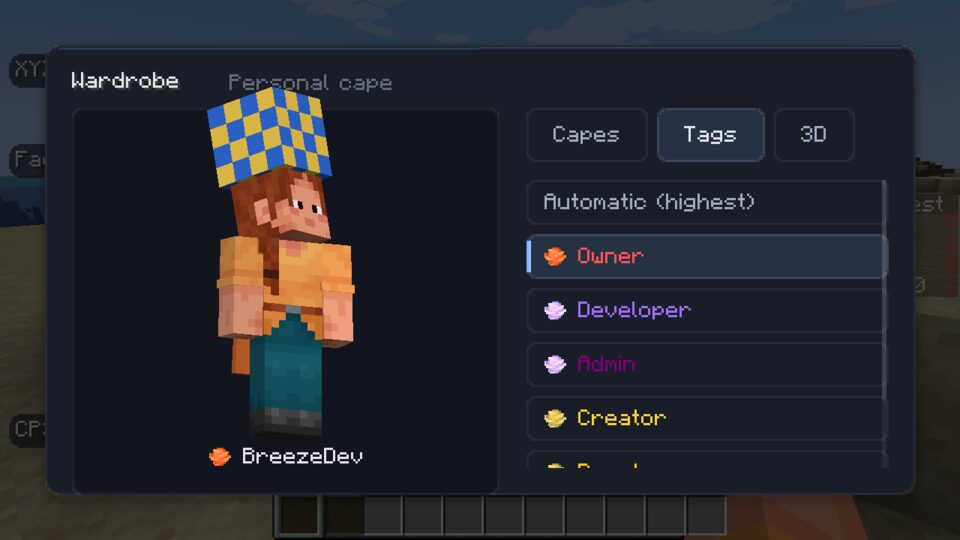 Wardrobe
Personal cape
Capes
Tags
3D
Automatic (highest)
Owner
Developer
Admin
Creator
BreezeDev